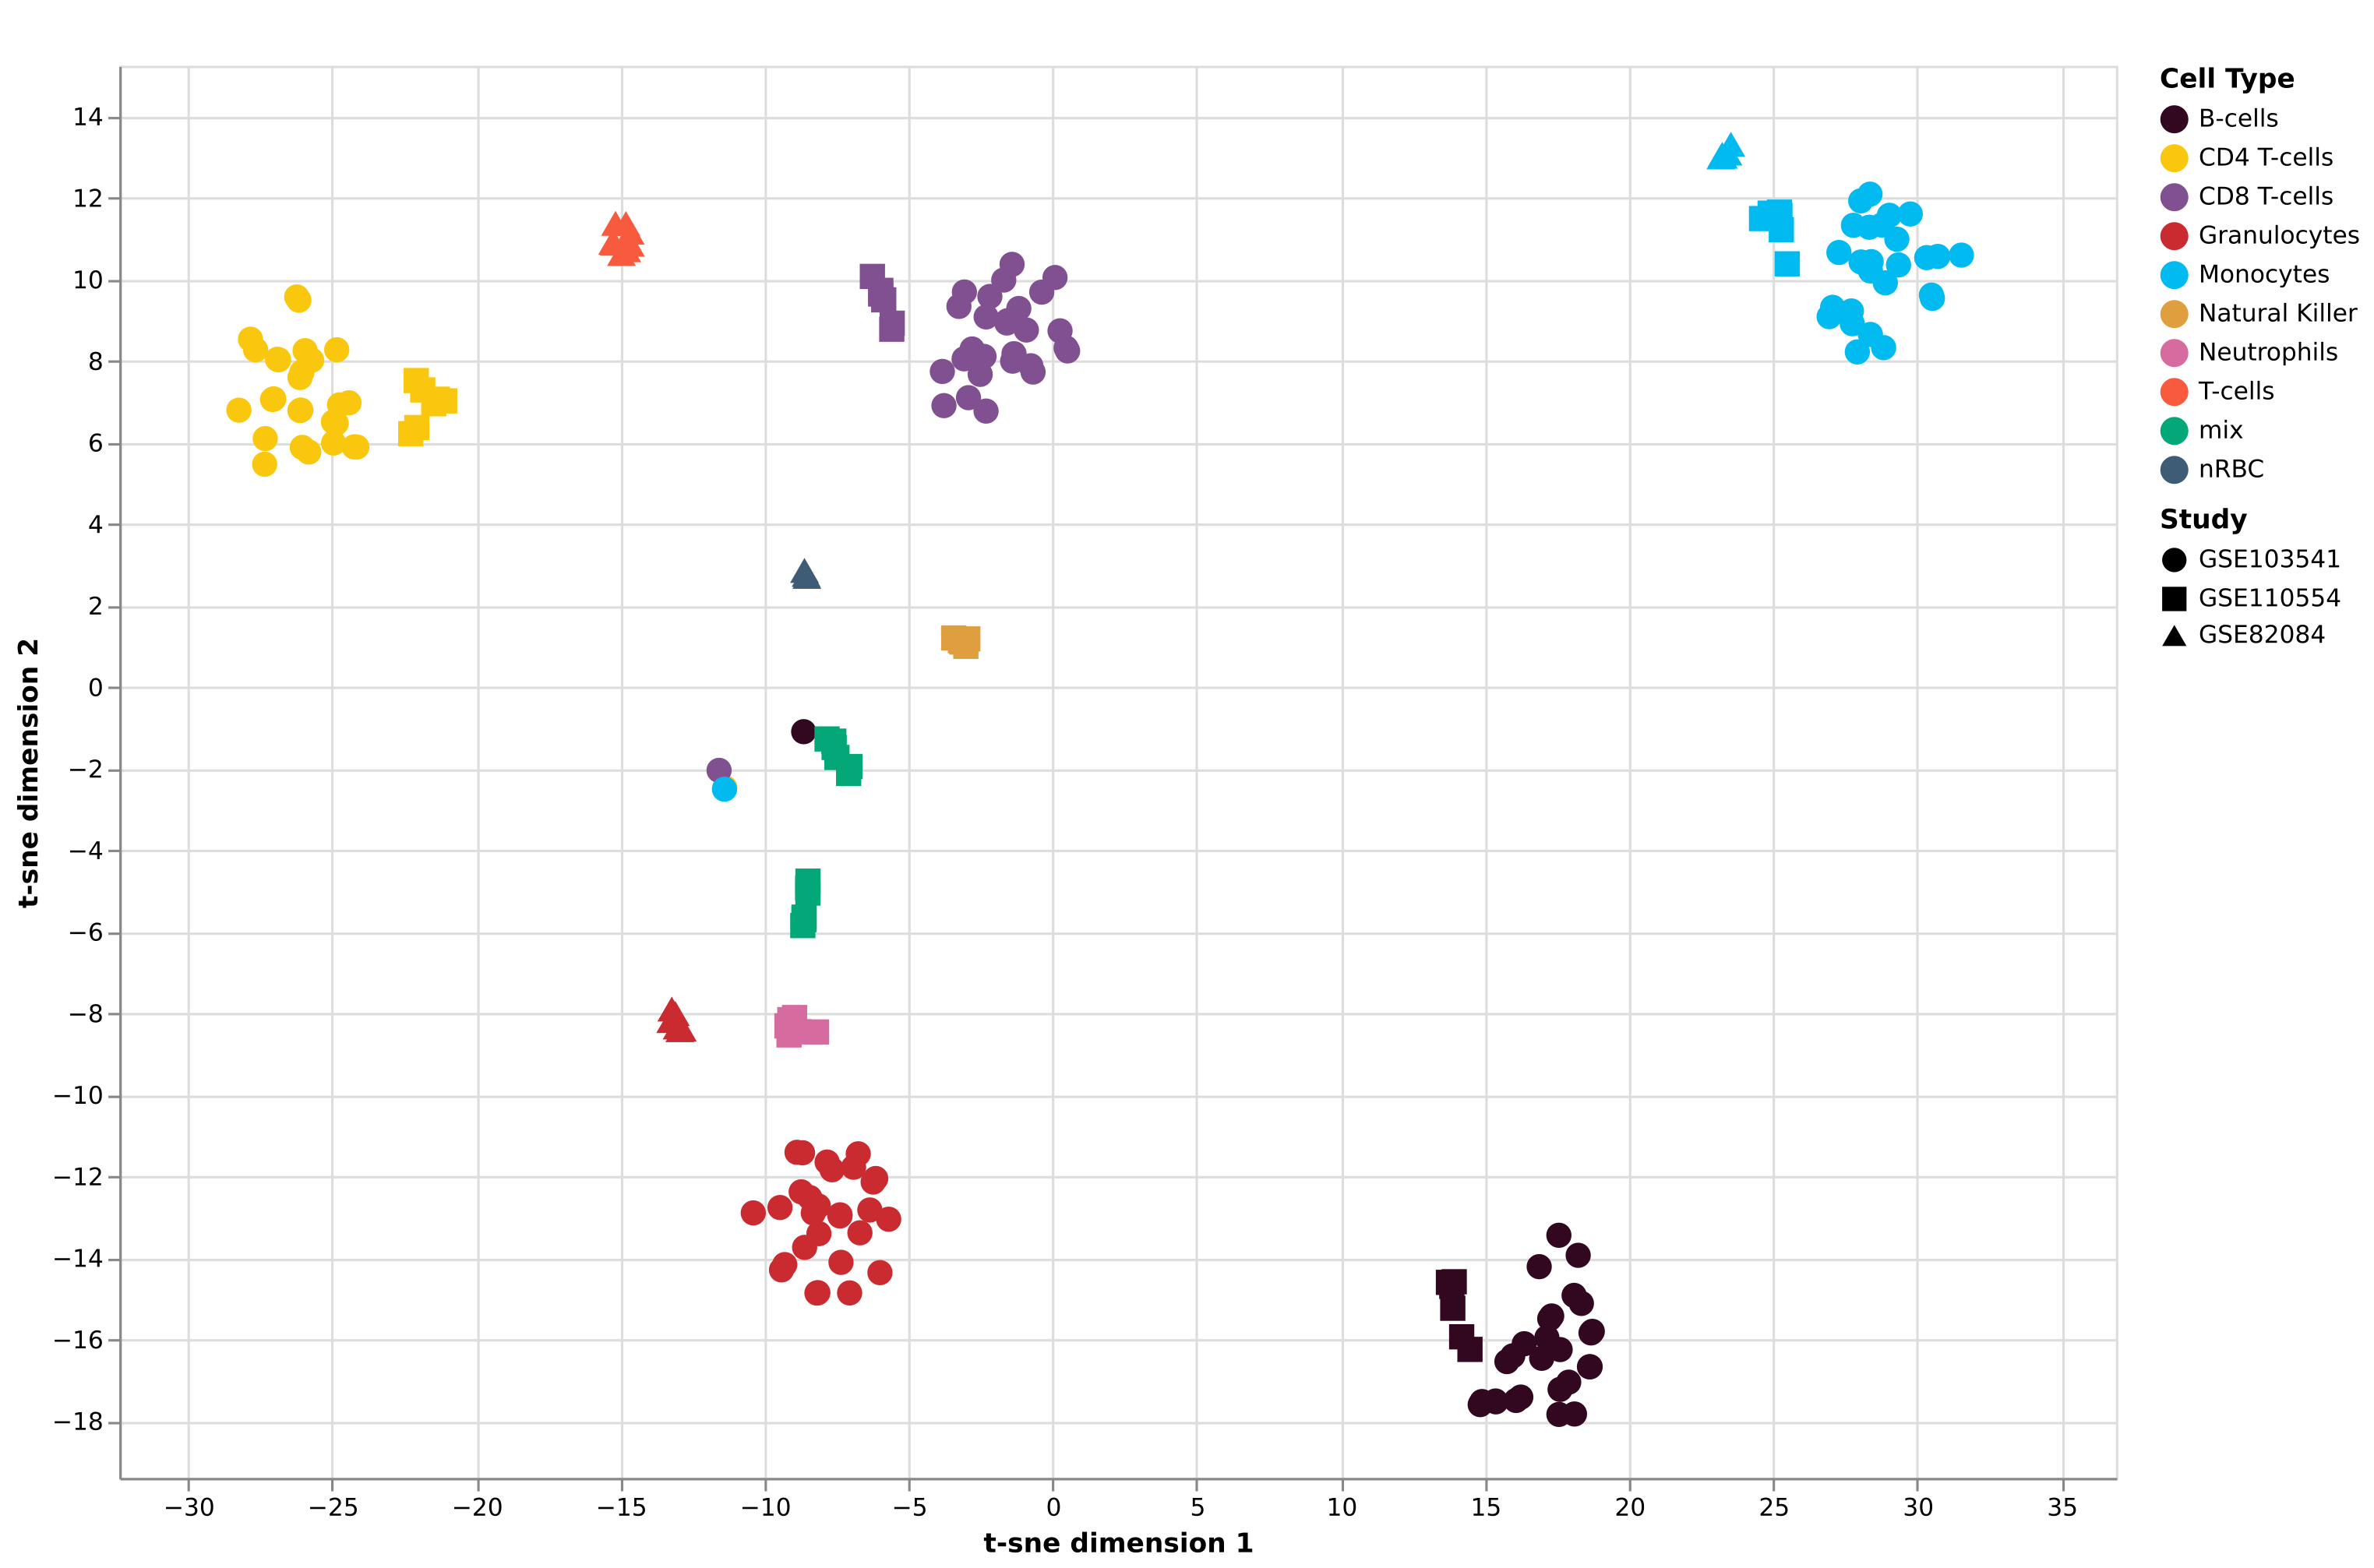 Cell Type
B-cells
CD4 T-cells
CD8 T-cells
Granulocytes
Monocytes
Natural Killer
Neutrophils
T-cells
mix
nRBC
Study
GSE103541
GSE110554
GSE82084
t-sne dimension 2
14
12
10
8
6
4
2
0
−2
−4
−6
−8
−10
−12
−14
−16
−18
−30 −25 −20 −15 −10 −5 0 5 10 15 20 25 30 35
t-sne dimension 1